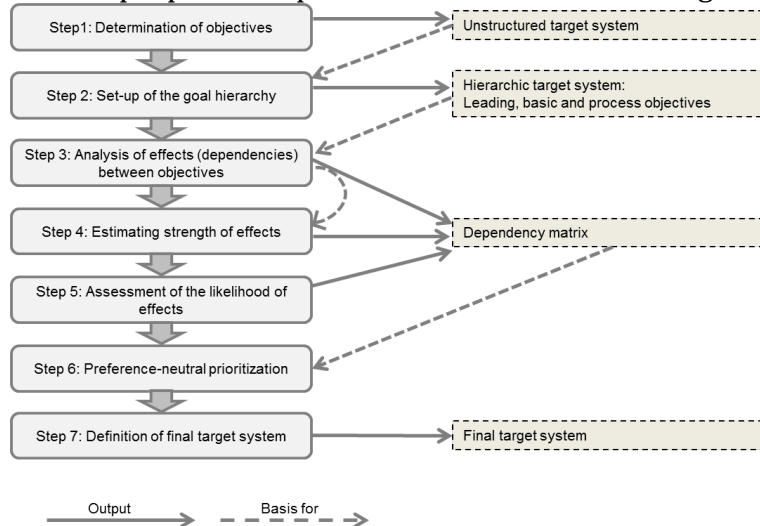 Step1: Determination of objectives
Unstructured target system
Step 2: Set-up of the goal hierarchy
Hierarchic target system:
Leading, basic and process objectives
Step 3: Analysis of effects (dependencies)
between objectives
Step 4: Estimating strength of effects
Dependency matrix
Step 5: Assessment of the likelihood of
effects
Step 6: Preference-neutral prioritization
Step 7: Definition of final target system
Final target system
Output
Basis for